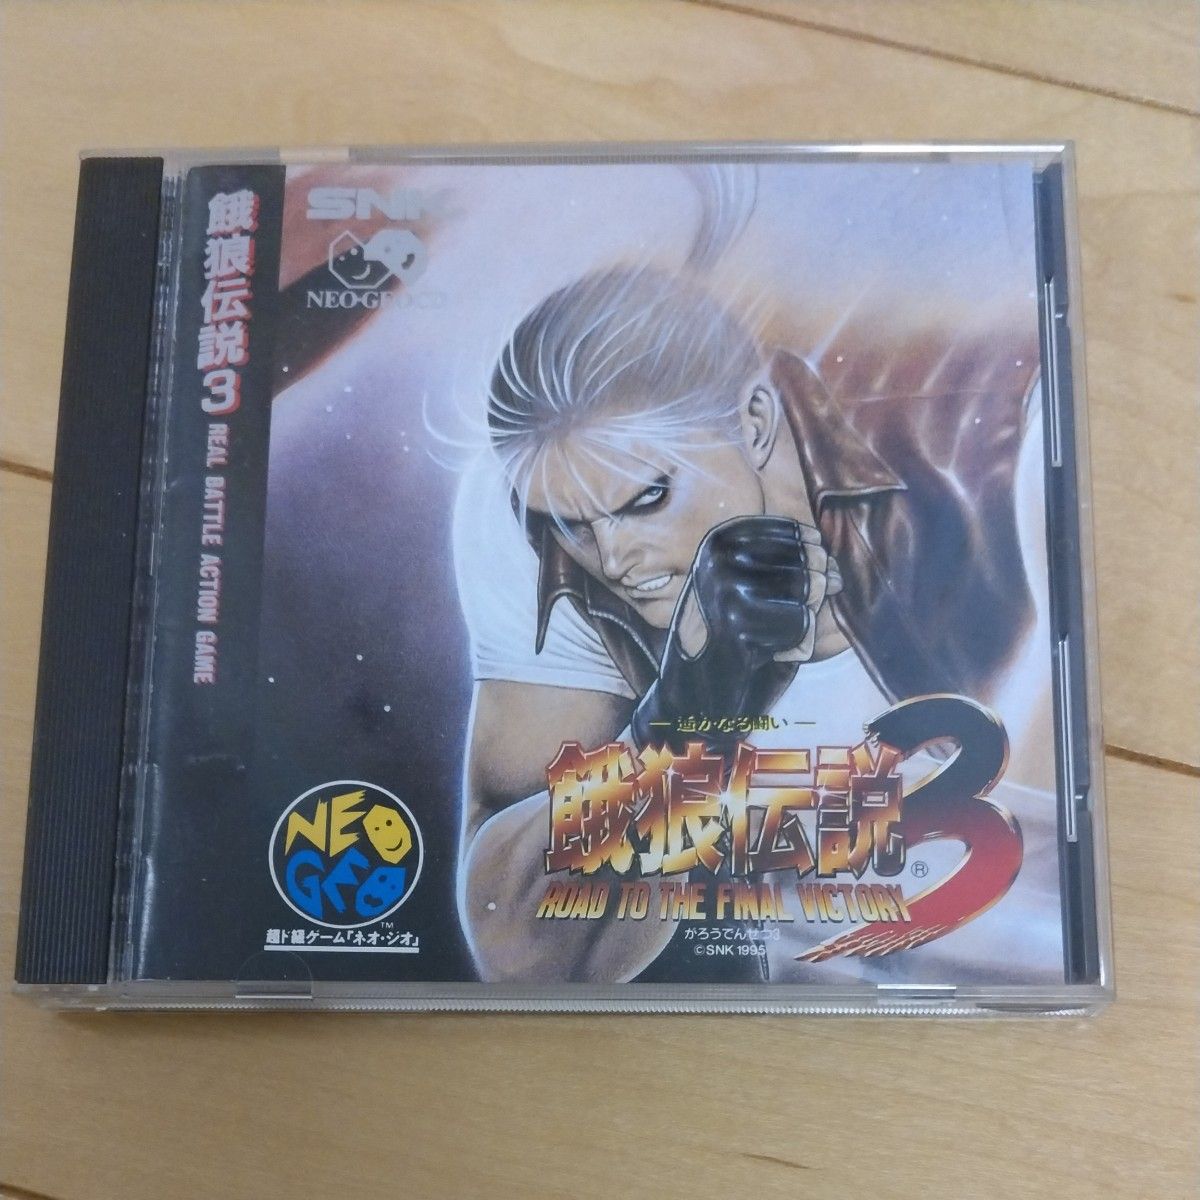 餓狼伝説3 REAL BATTLE ACTION GAME
SNK
NEO・GEO CD
―遥かなる闘い―
餓狼伝説3®
ROAD TO THE FINAL VICTORY
がろうでんせつ3
©SNK 1995
NEO
GEO
™
超ド級ゲーム「ネオ・ジオ」